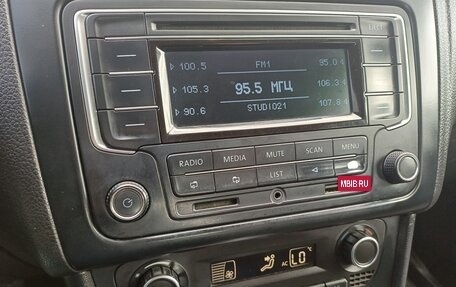 EJECT
100.5 FM1 95.0
105.3 95.5 МГЦ 106.3
90.6 STUDIO21 107.8
RADIO MEDIA MUTE SCAN MENU
LIST
MBIB RU
AC LO °C